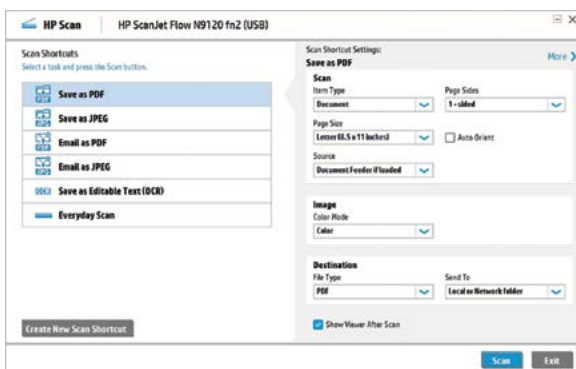 HP Scan
HP ScanJet Flow N9120 fn2 (USB)
Scan Shortcuts
Select a task and press the Scan button.
Save as PDF
Save as JPEG
Email as PDF
Email as JPEG
Save as Editable Text (OCR)
Everyday Scan
Create New Scan Shortcut
Scan Shortcut Settings:
Save as PDF
More
Scan
Item Type
Page Sides
Document
1-sided
Page Size
Letter (8.5 x 11 inches)
Auto Orient
Source
Document Feeder if loaded
Image
Color Mode
Color
Destination
File Type
Send To
PDF
Local or Network folder
Show Viewer After Scan
Scan
Exit